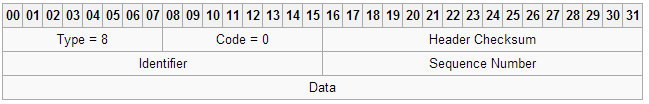 00 01 02 03 04 05 06 07 08 09 10 11 12 13 14 15 16 17 18 19 20 21 22 23 24 25 26 27 28 29 30 31
Type = 8 Code = 0 Header Checksum
Identifier Sequence Number
Data